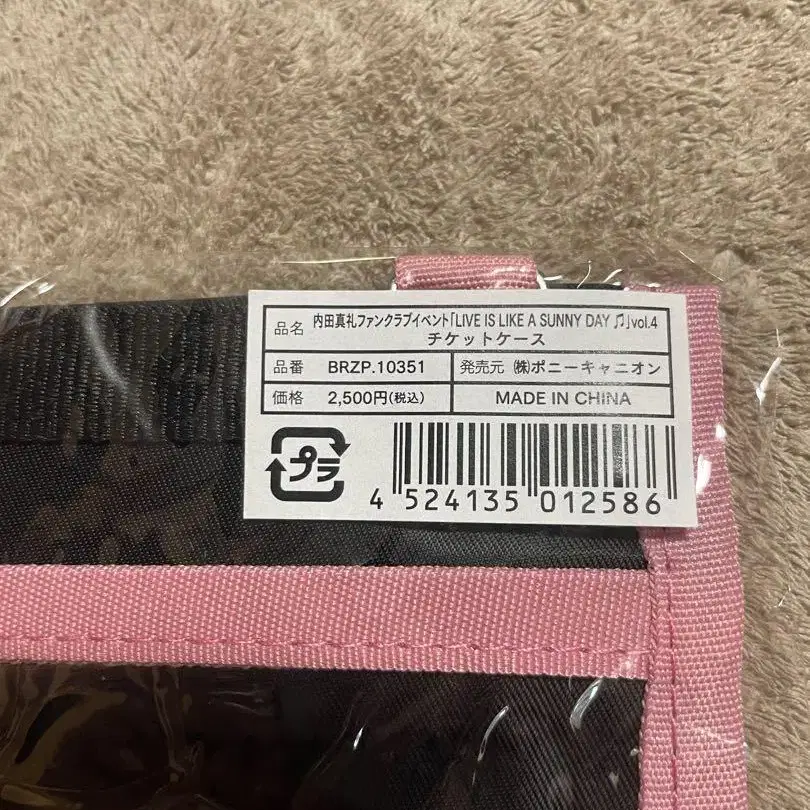 品名 内田真礼ファンクラブイベント「LIVE IS LIKE A SUNNY DAY ♫」vol.4
チケットケース
品番 BRZP.10351 発売元 ㈱ポニーキャニオン
価格 2,500円(税込) MADE IN CHINA
プラ
4 524135 012586